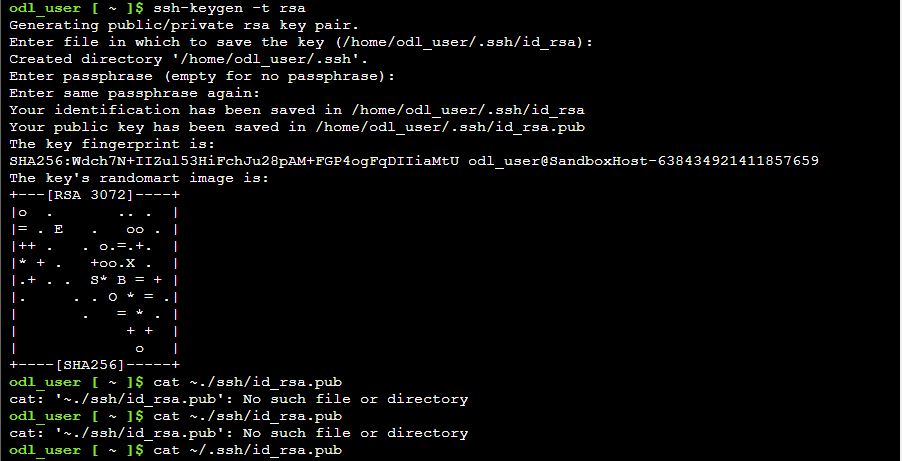 odl_user [ ~ ]$ ssh-keygen -t rsa
Generating public/private rsa key pair.
Enter file in which to save the key (/home/odl_user/.ssh/id_rsa):
Created directory '/home/odl_user/.ssh'.
Enter passphrase (empty for no passphrase):
Enter same passphrase again:
Your identification has been saved in /home/odl_user/.ssh/id_rsa
Your public key has been saved in /home/odl_user/.ssh/id_rsa.pub
The key fingerprint is:
SHA256:Wdch7N+IIZul53HiFchJu28pAM+FGP4ogFqDIIiaMtU odl_user@SandboxHost-638434921411857659
The key's randomart image is:
+---[RSA 3072]----+
|o  .       .. .  |
|= . E   .   oo . |
|++ .   . o.=.+.  |
|* + .   +oo.X .  |
|.+ . .  S* B = + |
|.     . . O * = .|
|       .   = * . |
|            + +  |
|             o   |
+----[SHA256]-----+
odl_user [ ~ ]$ cat ~./ssh/id_rsa.pub
cat: '~./ssh/id_rsa.pub': No such file or directory
odl_user [ ~ ]$ cat ~./ssh/id_rsa.pub
cat: '~./ssh/id_rsa.pub': No such file or directory
odl_user [ ~ ]$ cat ~/.ssh/id_rsa.pub